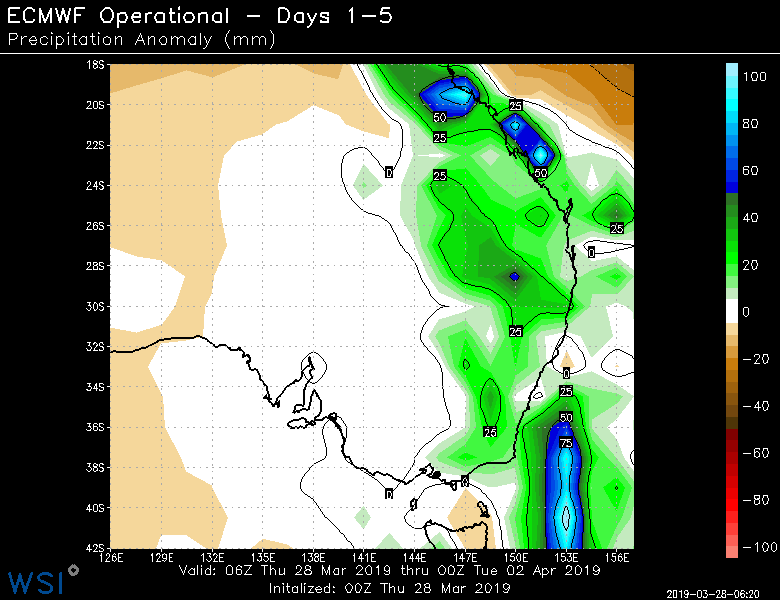 ECMWF Operational – Days 1–5
Precipitation Anomaly (mm)
18S
20S
22S
24S
26S
28S
30S
32S
34S
36S
38S
40S
42S
126E 129E 132E 135E 138E 141E 144E 147E 150E 153E 156E
50
25
25
25
50
0
25
0
25
25
0
25
50
75
25
0
0
100
80
60
40
20
0
−20
−40
−60
−80
−100
Valid: 06Z Thu 28 Mar 2019 thru 00Z Tue 02 Apr 2019
Initalized: 00Z Thu 28 Mar 2019
WSI
2019-03-28-06:20